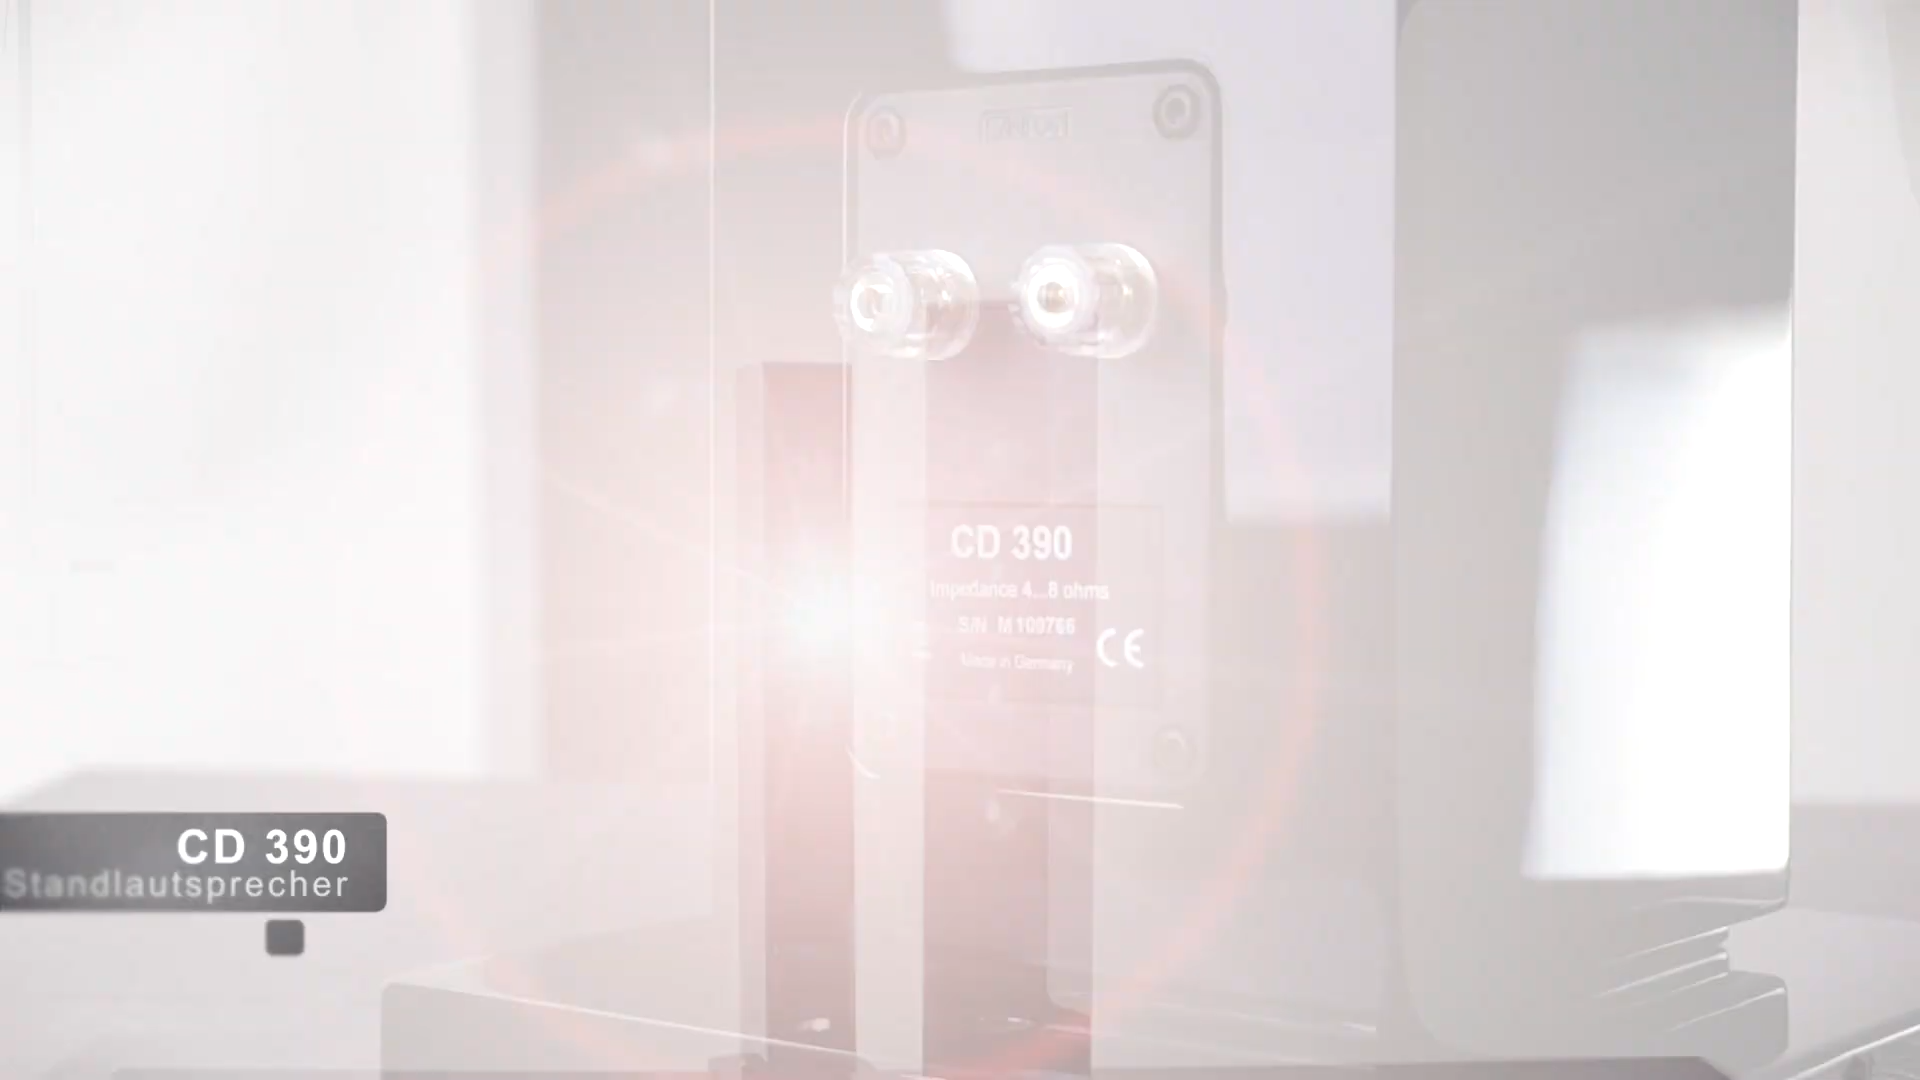 CD 390
Impedance 4...8 ohms
S/N M 109766
Made in Germany
CE
CD 390
Standlautsprecher